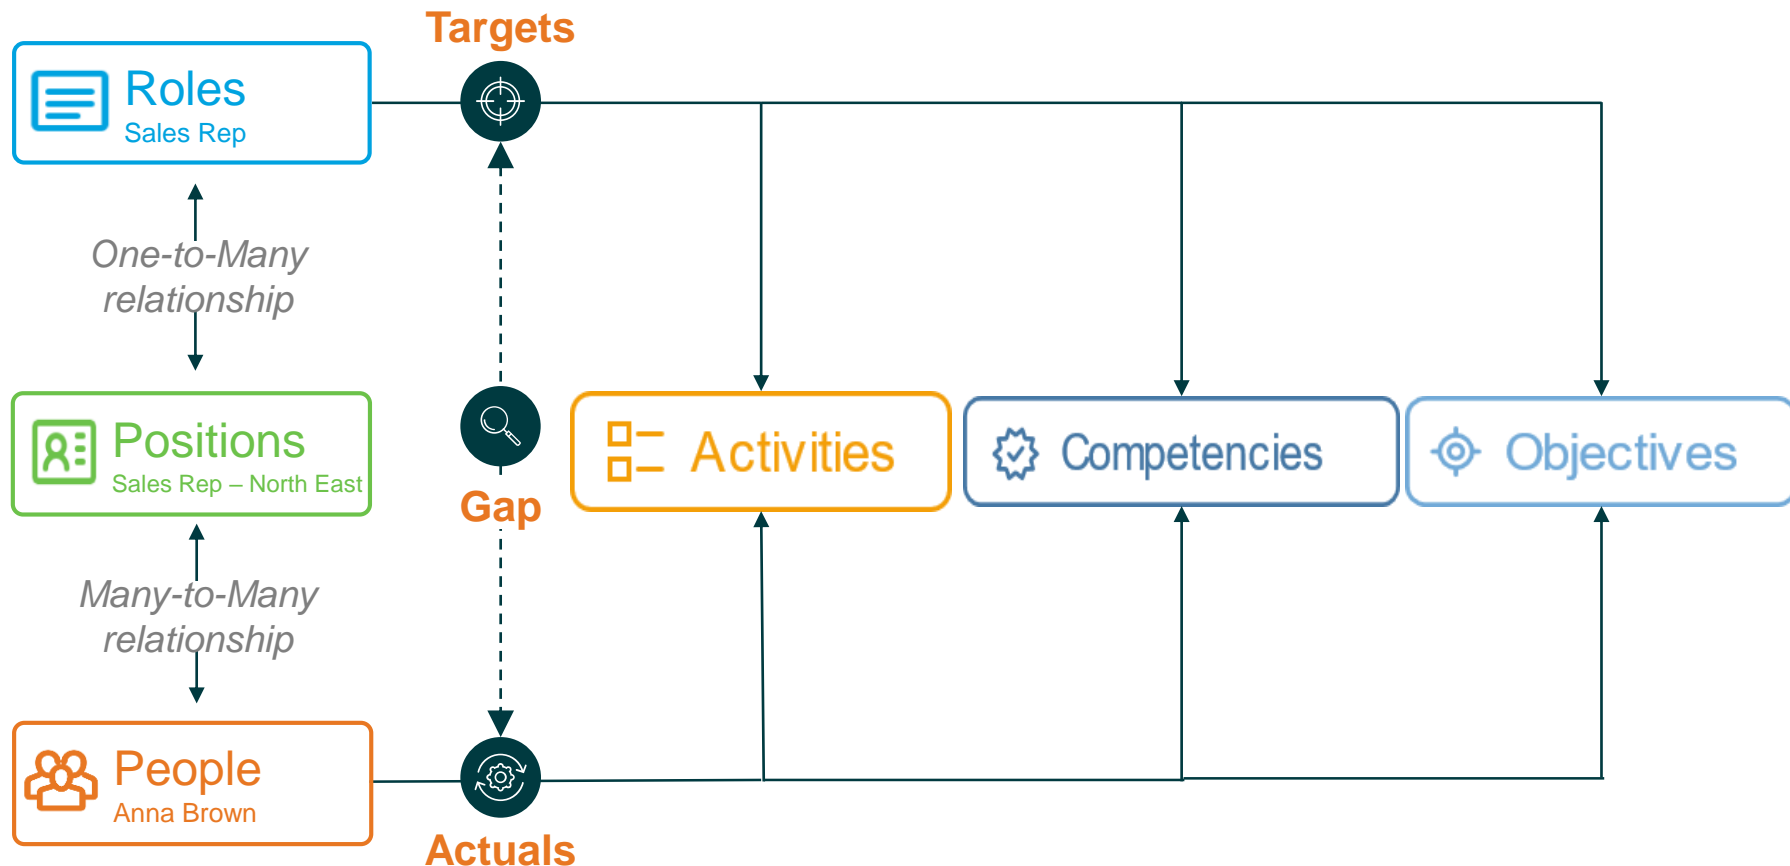 Targets
Roles
Sales Rep
One-to-Many
relationship
Positions
Sales Rep – North East
Gap
Activities
Competencies
Objectives
Many-to-Many
relationship
People
Anna Brown
Actuals